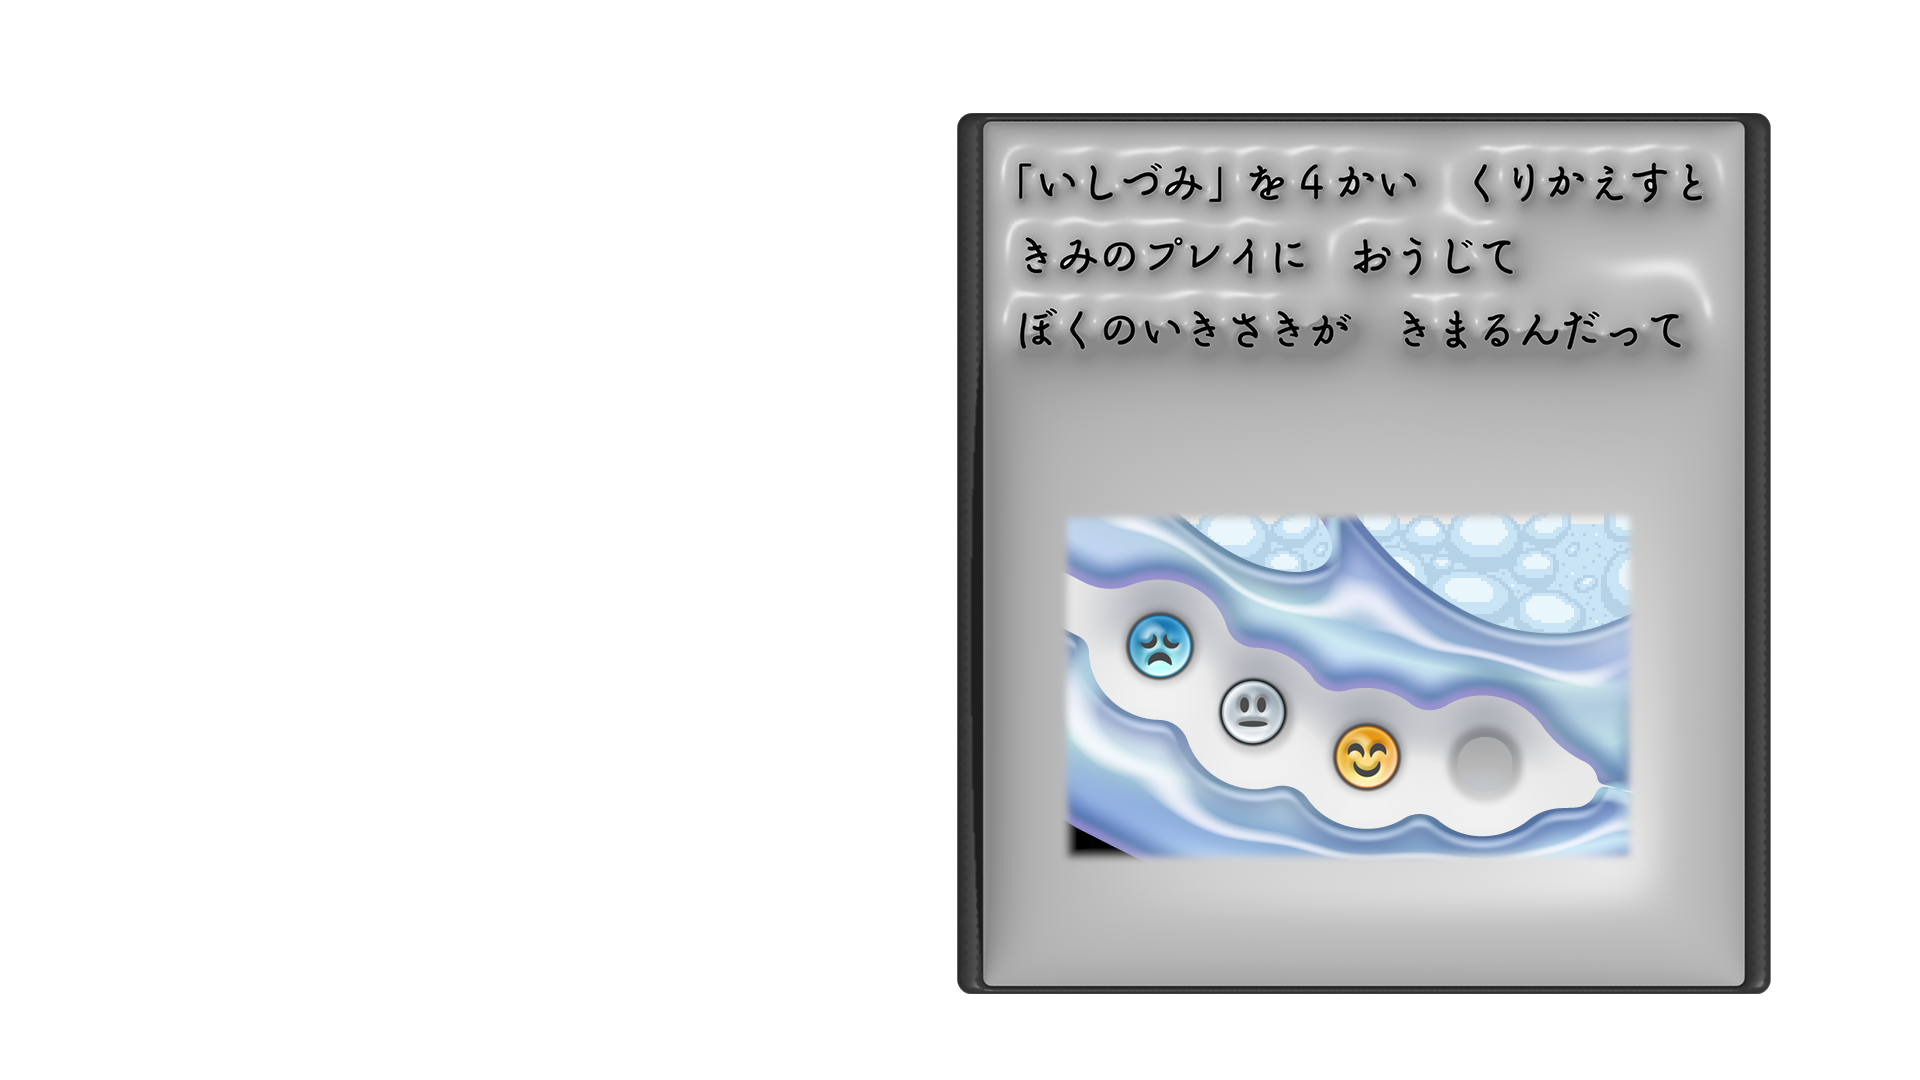 「いしづみ」を4かい　くりかえすと
きみのプレイに　おうじて
ぼくのいきさきが　きまるんだって